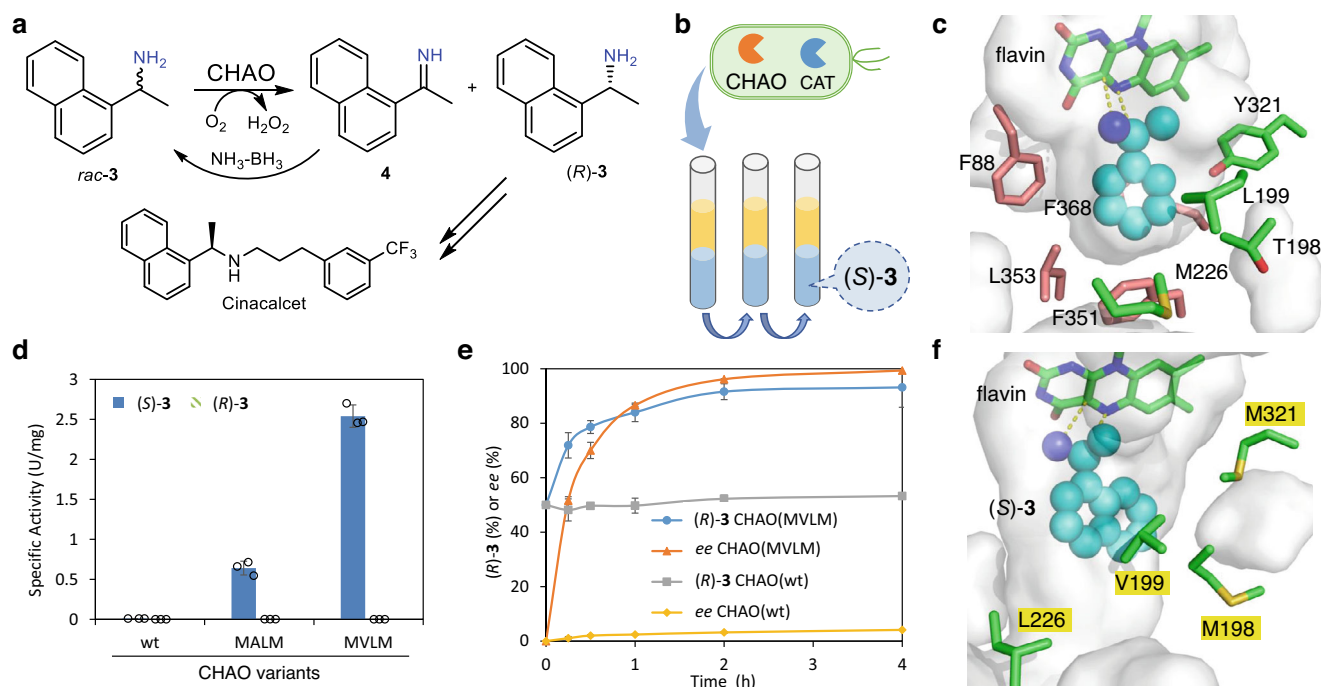 a
NH2
CHAO
O2
H2O2
NH3–BH3
rac-3
NH
4
+
NH2
(R)-3
N
H
CF3
Cinacalcet
b
CHAO
CAT
(S)-3
c
flavin
Y321
F88
L199
F368
T198
L353
M226
F351
d
Specific Activity (U/mg)
3
2.5
2
1.5
1
0.5
0
(S)-3
(R)-3
wt
MALM
MVLM
CHAO variants
e
(R)-3 (%) or ee (%)
100
80
60
40
20
0
(R)-3 CHAO(MVLM)
ee CHAO(MVLM)
(R)-3 CHAO(wt)
ee CHAO(wt)
0
1
2
3
4
Time (h)
f
flavin
M321
(S)-3
V199
M198
L226